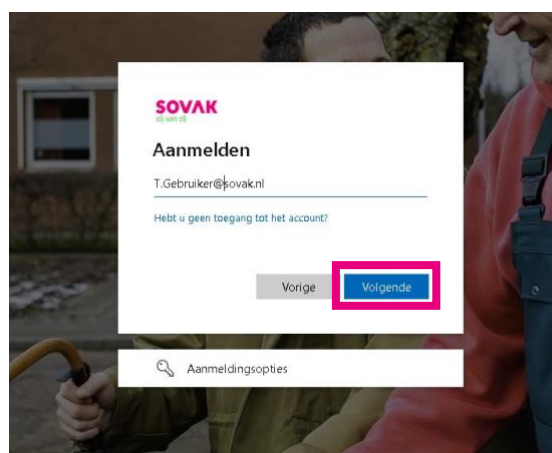 SOVAK
zij aan zij
Aanmelden
T.Gebruiker@sovak.nl
Hebt u geen toegang tot het account?
Vorige
Volgende
Aanmeldingsopties